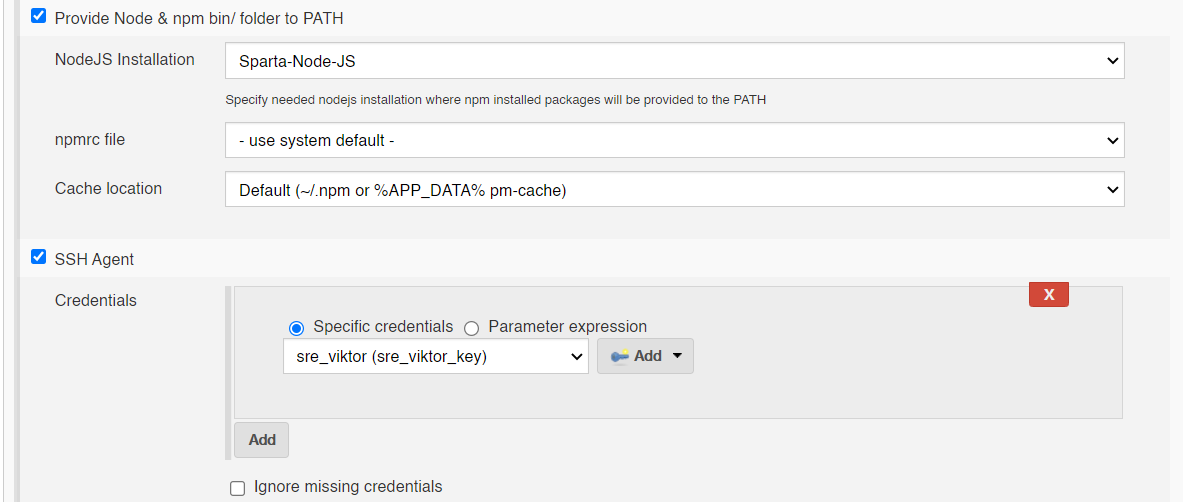 Provide Node & npm bin/ folder to PATH
NodeJS Installation
Sparta-Node-JS
Specify needed nodejs installation where npm installed packages will be provided to the PATH
npmrc file
- use system default -
Cache location
Default (~/.npm or %APP_DATA% pm-cache)
SSH Agent
Credentials
X
Specific credentials Parameter expression
sre_viktor (sre_viktor_key) Add
Add
Ignore missing credentials